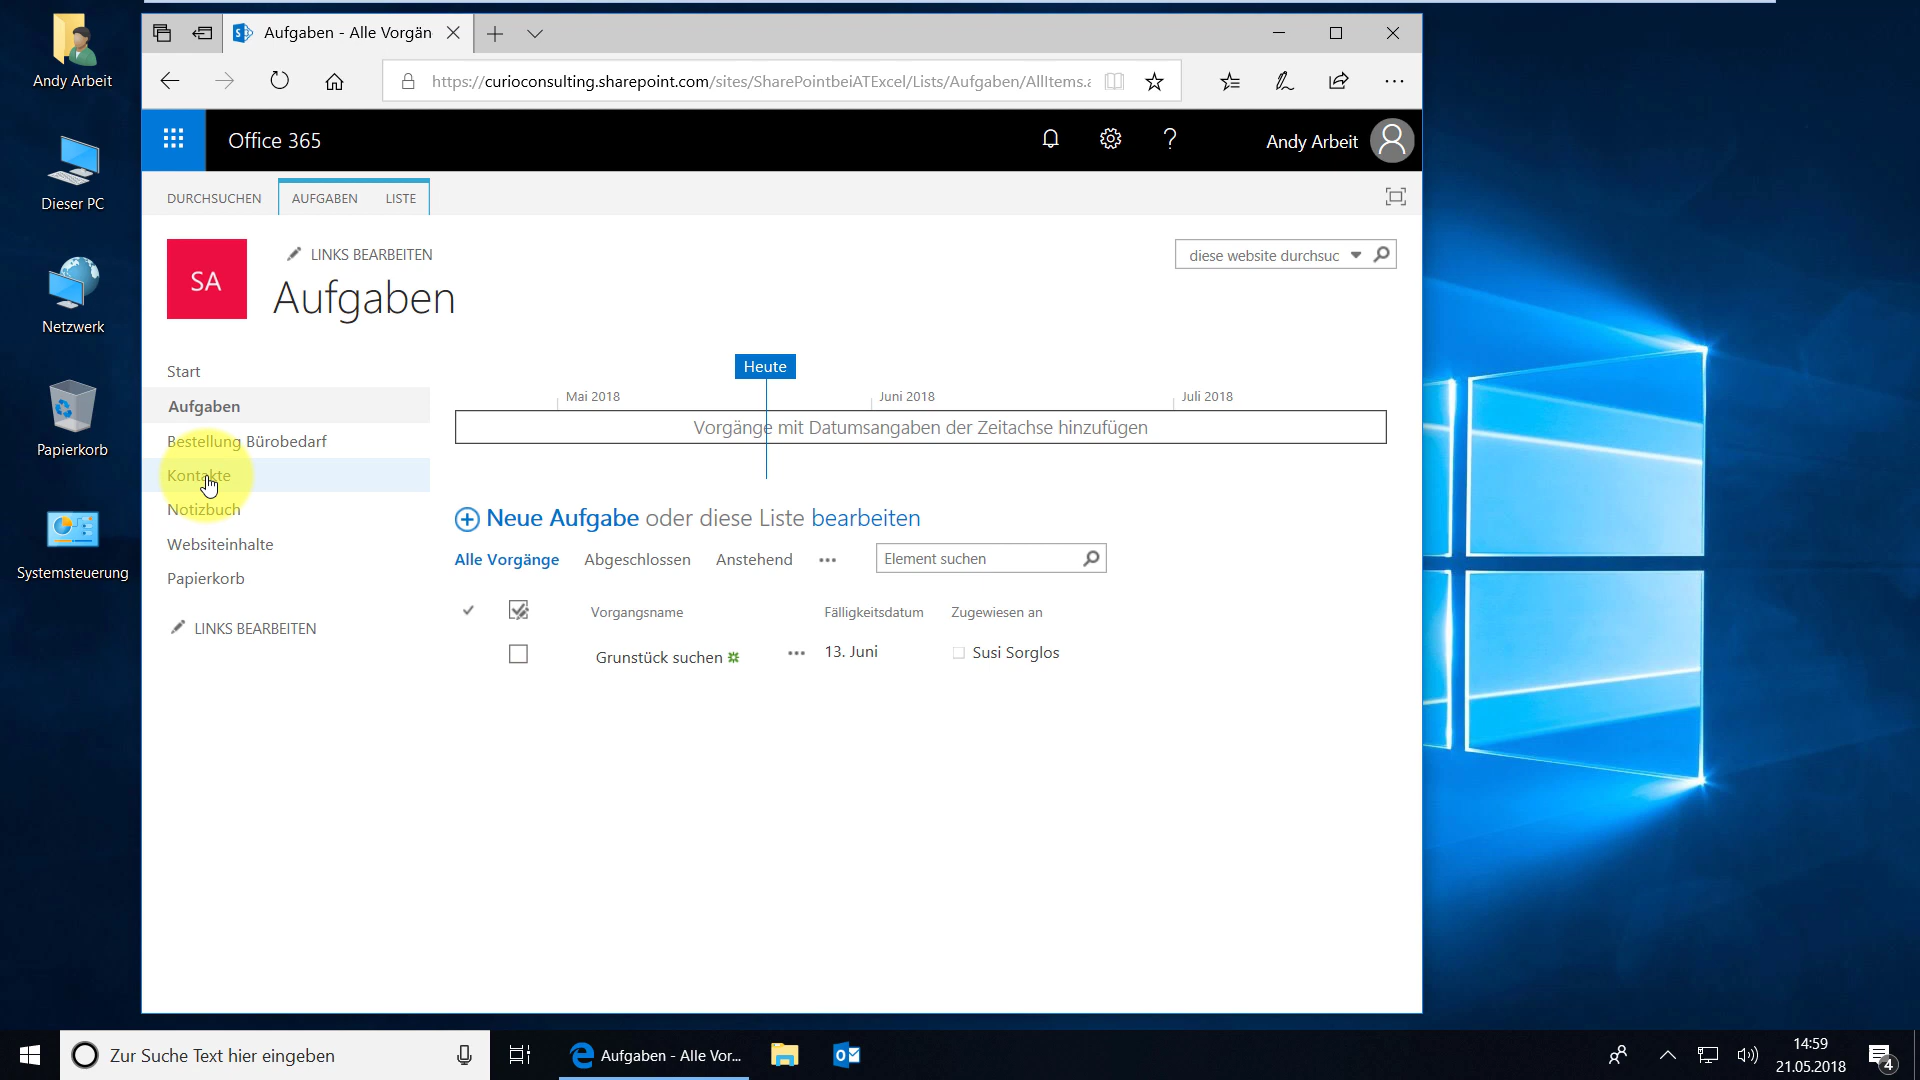 Andy Arbeit
Dieser PC
Netzwerk
Papierkorb
Systemsteuerung
Aufgaben - Alle Vorgän
https://curioconsulting.sharepoint.com/sites/SharePointbeiATExcel/Lists/Aufgaben/AllItems.a
Office 365
?
Andy Arbeit
DURCHSUCHEN
AUFGABEN
LISTE
SA
LINKS BEARBEITEN
Aufgaben
diese website durchsuc
Start
Aufgaben
Bestellung Bürobedarf
Kontakte
Notizbuch
Websiteinhalte
Papierkorb
LINKS BEARBEITEN
Heute
Mai 2018
Juni 2018
Juli 2018
Vorgänge mit Datumsangaben der Zeitachse hinzufügen
Neue Aufgabe oder diese Liste bearbeiten
Alle Vorgänge
Abgeschlossen
Anstehend
Element suchen
Vorgangsname
Fälligkeitsdatum
Zugewiesen an
Grunstück suchen
13. Juni
Susi Sorglos
Zur Suche Text hier eingeben
Aufgaben - Alle Vor...
14:59
21.05.2018
4